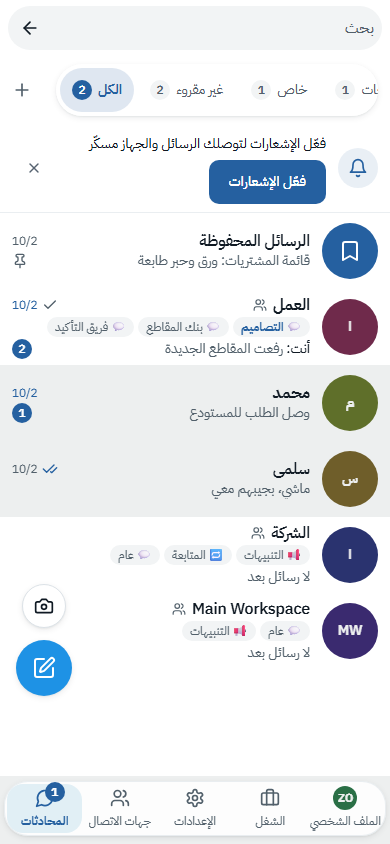 بحث
الكل 2
غير مقروء 2
خاص 1
ات 1
فعّل الإشعارات لتوصلك الرسائل والجهاز مسكّر
فعّل الإشعارات
الرسائل المحفوظة
10/2
قائمة المشتريات: ورق وحبر طابعة
ا
العمل
10/2
التصاميم
بنك المقاطع
فريق التأكيد
أنت: رفعت المقاطع الجديدة
2
م
محمد
10/2
وصل الطلب للمستودع
1
س
سلمى
10/2
ماشي، بجيبهم معي
ا
الشركة
التنبيهات
المتابعة
عام
لا رسائل بعد
MW
Main Workspace
عام
التنبيهات
لا رسائل بعد
ZO
الملف الشخصي
الشغل
الإعدادات
جهات الاتصال
1
المحادثات